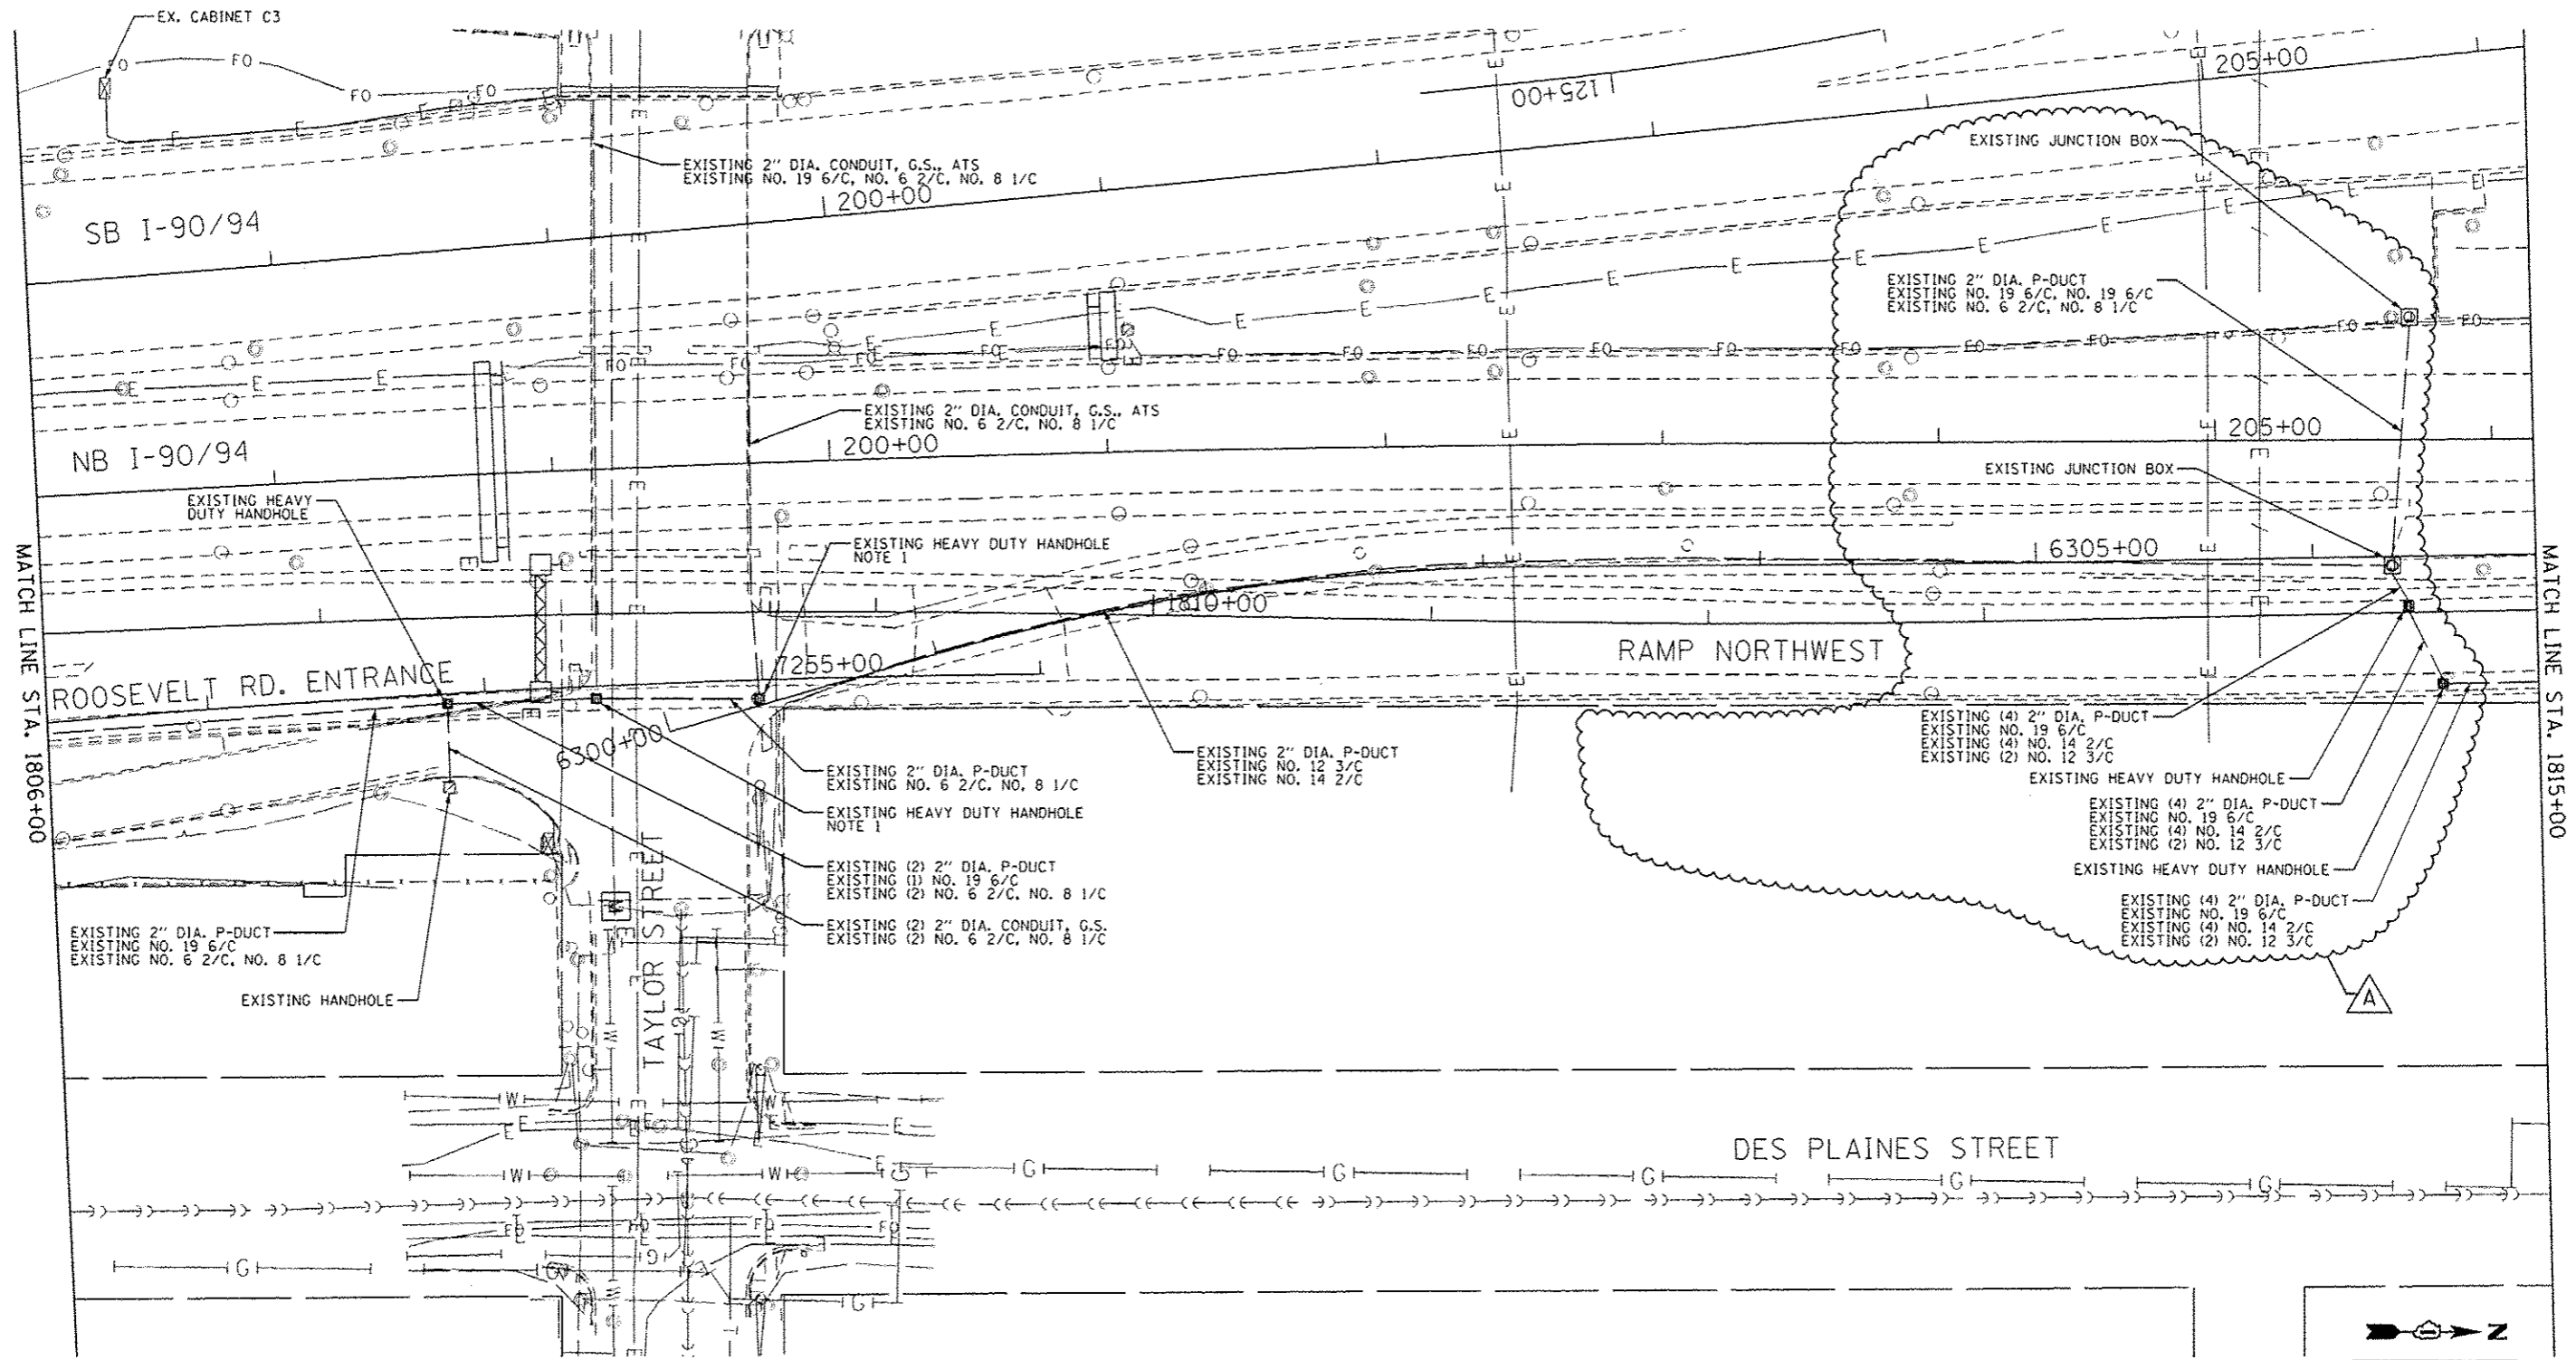 EX. CABINET C3
EXISTING 2" DIA. CONDUIT, G.S., ATS
EXISTING NO. 19 6/C, NO. 6 2/C, NO. 8 1/C
200+00
1125+00
205+00
SB I-90/94
EXISTING JUNCTION BOX
EXISTING 2" DIA. P-DUCT
EXISTING NO. 19 6/C, NO. 19 6/C
EXISTING NO. 6 2/C, NO. 8 1/C
EXISTING 2" DIA. CONDUIT, G.S., ATS
EXISTING NO. 6 2/C, NO. 8 1/C
200+00
205+00
NB I-90/94
EXISTING JUNCTION BOX
EXISTING HEAVY
DUTY HANDHOLE
EXISTING HEAVY DUTY HANDHOLE
NOTE 1
6305+00
1810+00
MATCH LINE STA. 1806+00
MATCH LINE STA. 1815+00
ROOSEVELT RD. ENTRANCE
7255+00
RAMP NORTHWEST
6300+00
EXISTING 2" DIA. P-DUCT
EXISTING NO. 12 3/C
EXISTING NO. 14 2/C
EXISTING (4) 2" DIA. P-DUCT
EXISTING NO. 19 6/C
EXISTING (4) NO. 14 2/C
EXISTING (2) NO. 12 3/C
EXISTING 2" DIA. P-DUCT
EXISTING NO. 6 2/C, NO. 8 1/C
EXISTING HEAVY DUTY HANDHOLE
EXISTING HEAVY DUTY HANDHOLE
NOTE 1
EXISTING (4) 2" DIA. P-DUCT
EXISTING NO. 19 6/C
EXISTING (4) NO. 14 2/C
EXISTING (2) NO. 12 3/C
EXISTING (2) 2" DIA. P-DUCT
EXISTING (1) NO. 19 6/C
EXISTING (2) NO. 6 2/C, NO. 8 1/C
EXISTING HEAVY DUTY HANDHOLE
EXISTING (2) 2" DIA. CONDUIT, G.S.
EXISTING (2) NO. 6 2/C, NO. 8 1/C
EXISTING (4) 2" DIA. P-DUCT
EXISTING NO. 19 6/C
EXISTING (4) NO. 14 2/C
EXISTING (2) NO. 12 3/C
EXISTING 2" DIA. P-DUCT
EXISTING NO. 19 6/C
EXISTING NO. 6 2/C, NO. 8 1/C
EXISTING HANDHOLE
TAYLOR STREET
A
DES PLAINES STREET
N